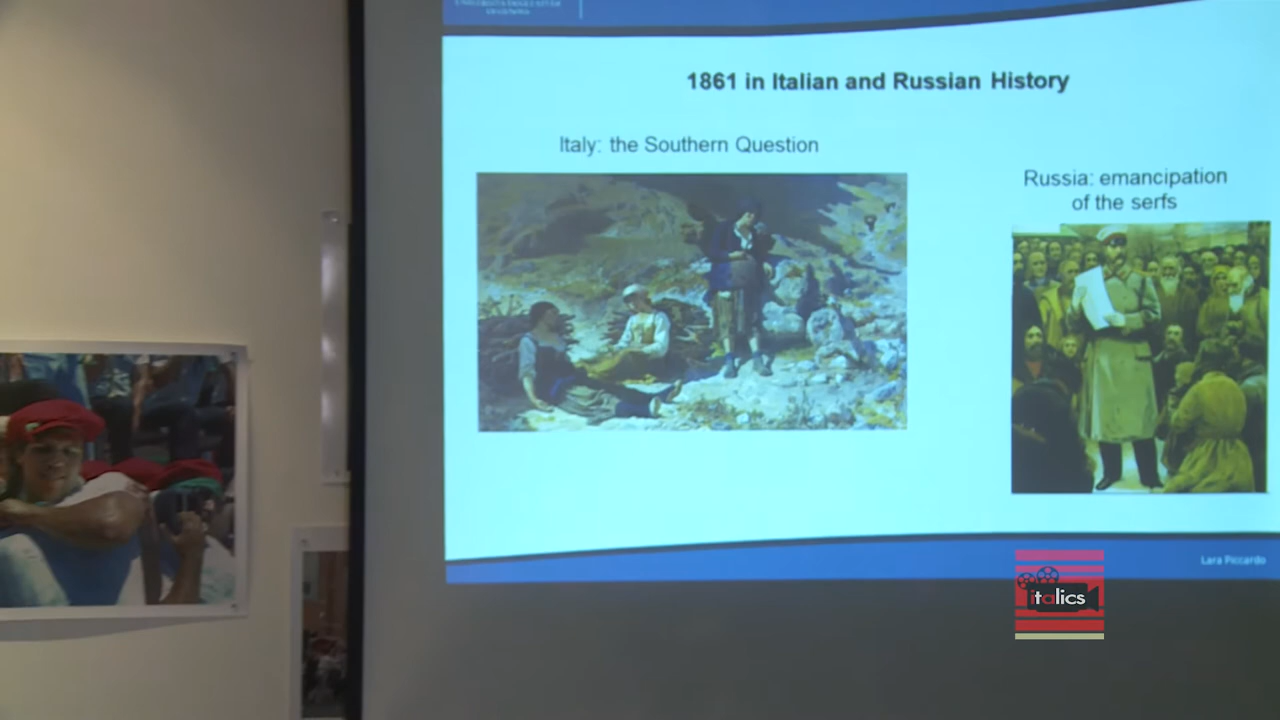 1861 in Italian and Russian History
Italy: the Southern Question
Russia: emancipation
of the serfs
Lara Piccardo
italics